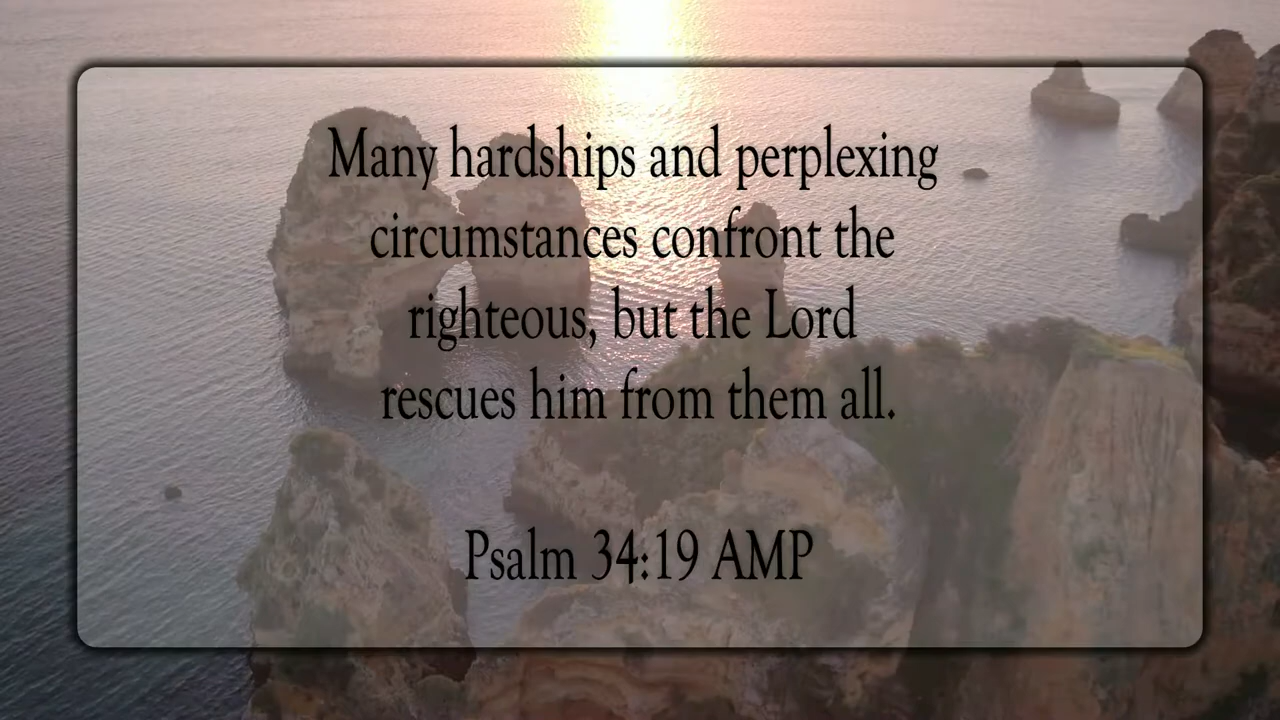 Many hardships and perplexing
circumstances confront the
righteous, but the Lord
rescues him from them all.
Psalm 34:19 AMP